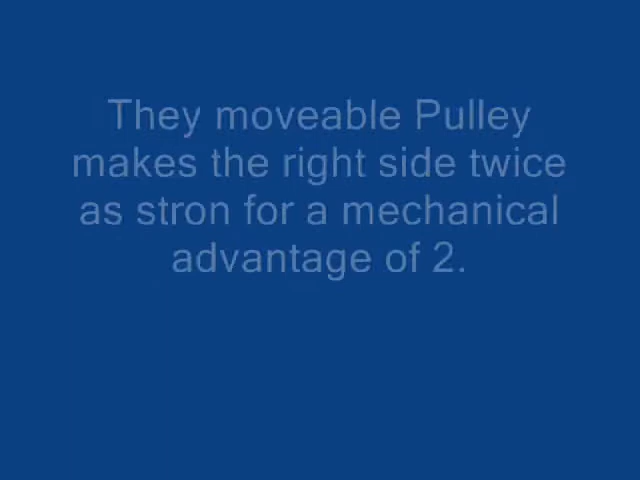 They moveable Pulley
makes the right side twice
as stron for a mechanical
advantage of 2.